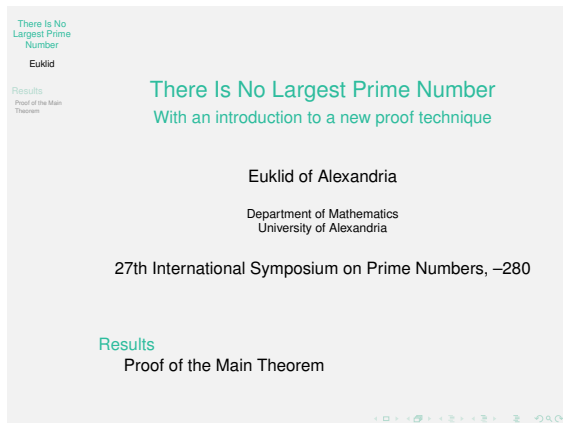 There Is No
Largest Prime
Number
Euklid
Results
Proof of the Main
Theorem
There Is No Largest Prime Number
With an introduction to a new proof technique
Euklid of Alexandria
Department of Mathematics
University of Alexandria
27th International Symposium on Prime Numbers, –280
Results
Proof of the Main Theorem